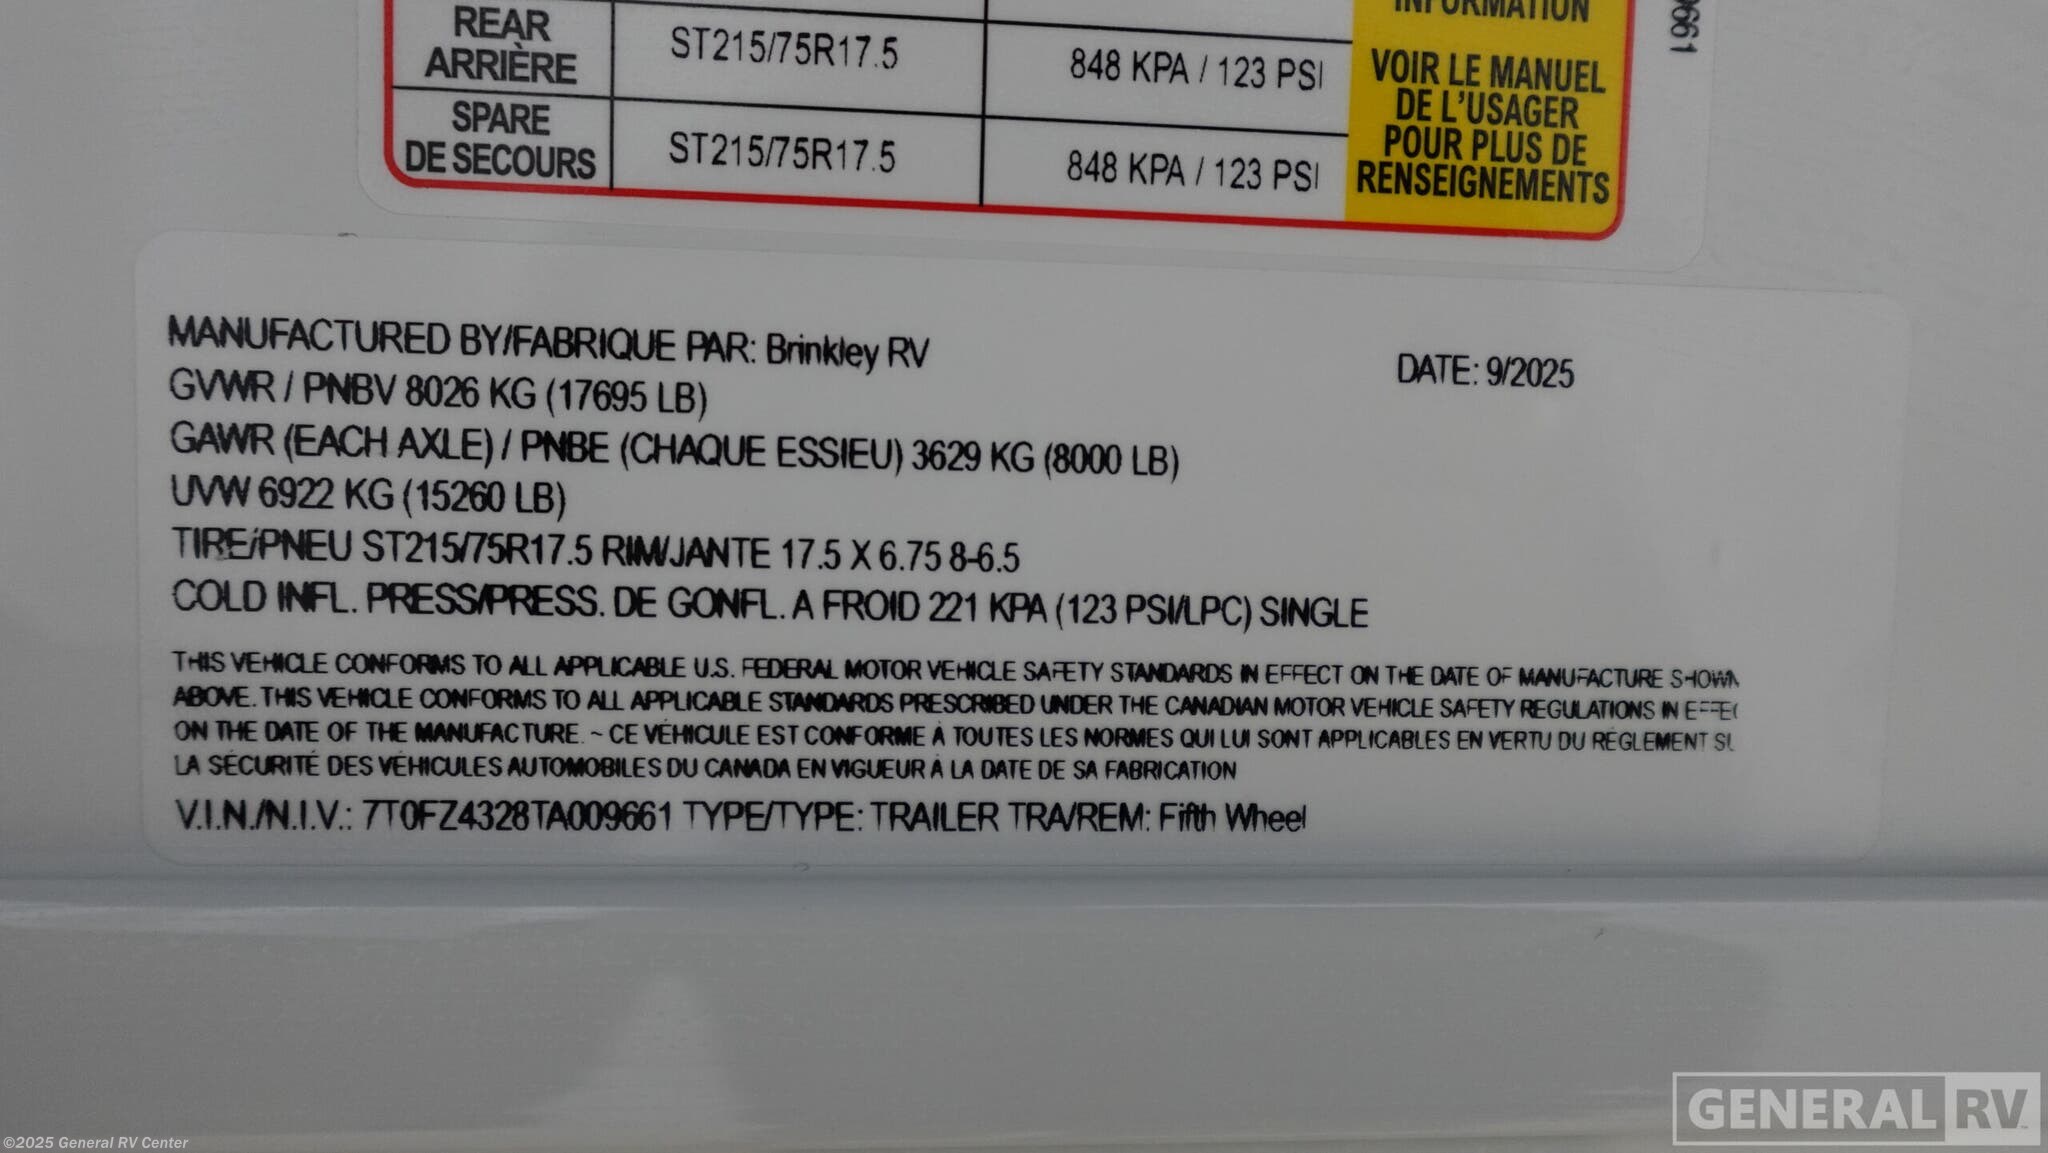 INFORMATION
REAR
ARRIÈRE
ST215/75R17.5
848 KPA / 123 PSI
VOIR LE MANUEL
DE L'USAGER
POUR PLUS DE
RENSEIGNEMENTS
SPARE
DE SECOURS
ST215/75R17.5
848 KPA / 123 PSI
9661
MANUFACTURED BY/FABRIQUE PAR: Brinkley RV
DATE: 9/2025
GVWR / PNBV 8026 KG (17695 LB)
GAWR (EACH AXLE) / PNBE (CHAQUE ESSIEU) 3629 KG (8000 LB)
UVW 6922 KG (15260 LB)
TIRE/PNEU ST215/75R17.5 RIM/JANTE 17.5 X 6.75 8-6.5
COLD INFL. PRESS/PRESS. DE GONFL. A FROID 221 KPA (123 PSI/LPC) SINGLE
THIS VEHICLE CONFORMS TO ALL APPLICABLE U.S. FEDERAL MOTOR VEHICLE SAFETY STANDARDS IN EFFECT ON THE DATE OF MANUFACTURE SHOWN
ABOVE. THIS VEHICLE CONFORMS TO ALL APPLICABLE STANDARDS PRESCRIBED UNDER THE CANADIAN MOTOR VEHICLE SAFETY REGULATIONS IN EFFEC
ON THE DATE OF THE MANUFACTURE. ~ CE VÉHICULE EST CONFORME À TOUTES LES NORMES QUI LUI SONT APPLICABLES EN VERTU DU RÉGLEMENT SU
LA SÉCURITÉ DES VÉHICULES AUTOMOBILES DU CANADA EN VIGUEUR À LA DATE DE SA FABRICATION
V.I.N./N.I.V.: 7T0FZ4328TA009661 TYPE/TYPE: TRAILER TRA/REM: Fifth Wheel
GENERAL RV
©2025 General RV Center